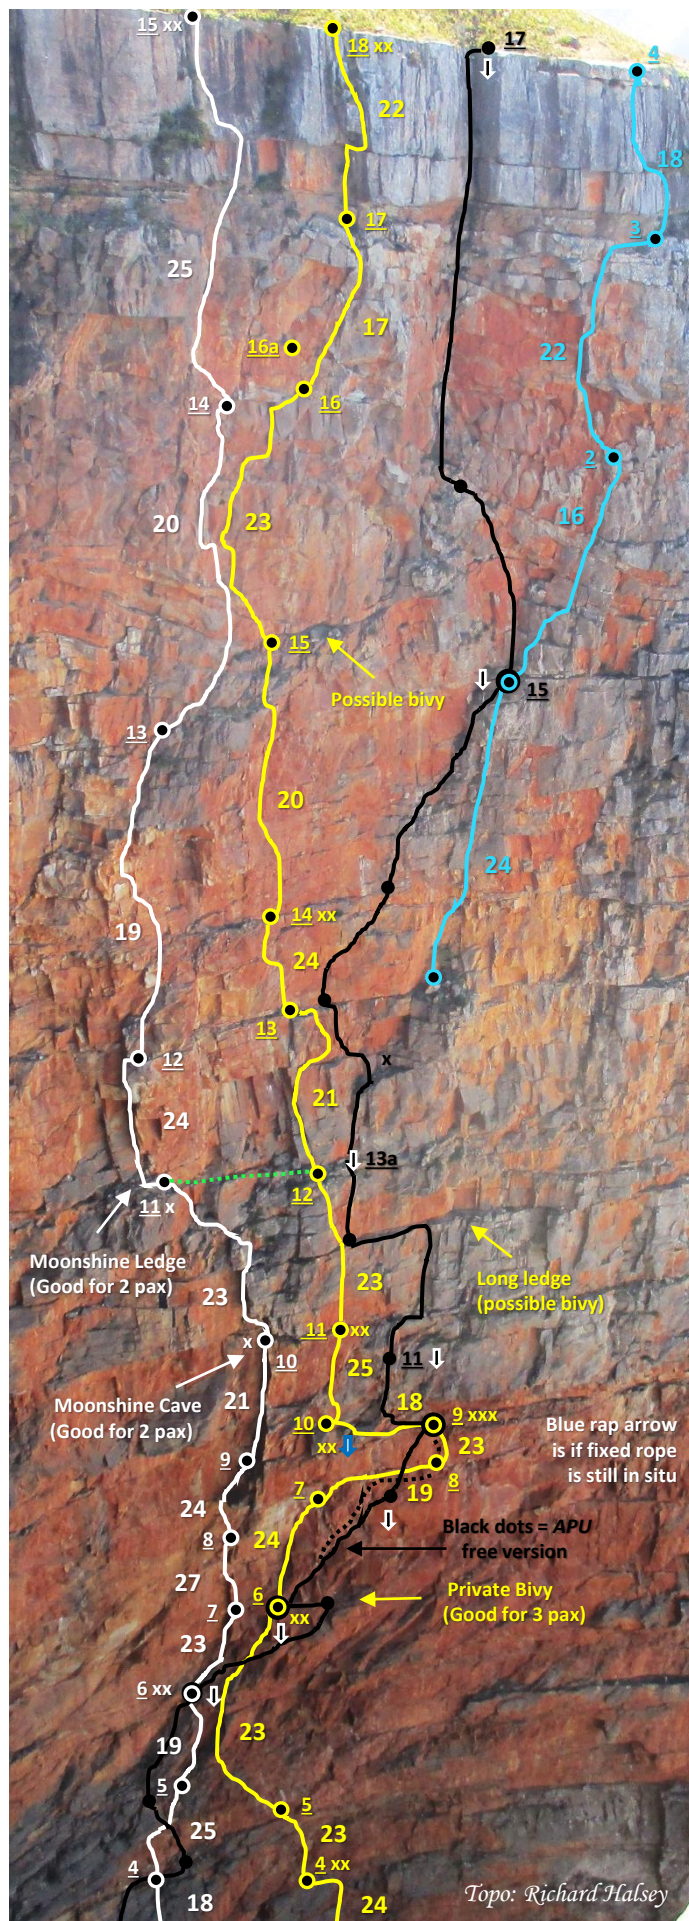 15 xx
18 xx
17
4
22
18
17
3
25
17
16a
22
16
14
2
23
16
20
15
Possible bivy
15
13
20
24
14 xx
19
24
13
x
12
21
24
13a
12
11 x
Moonshine Ledge
(Good for 2 pax)
Long ledge
(possible bivy)
23
23
11 xx
x
10
11
25
Moonshine Cave
(Good for 2 pax)
21
18
9 xxx
10
xx
Blue rap arrow
is if fixed rope
is still in situ
23
9
8
7
19
24
24
8
Black dots = APU
free version
27
6
xx
Private Bivy
(Good for 3 pax)
7
23
6 xx
23
19
5
5
25
23
4
4 xx
18
24
Topo: Richard Halsey